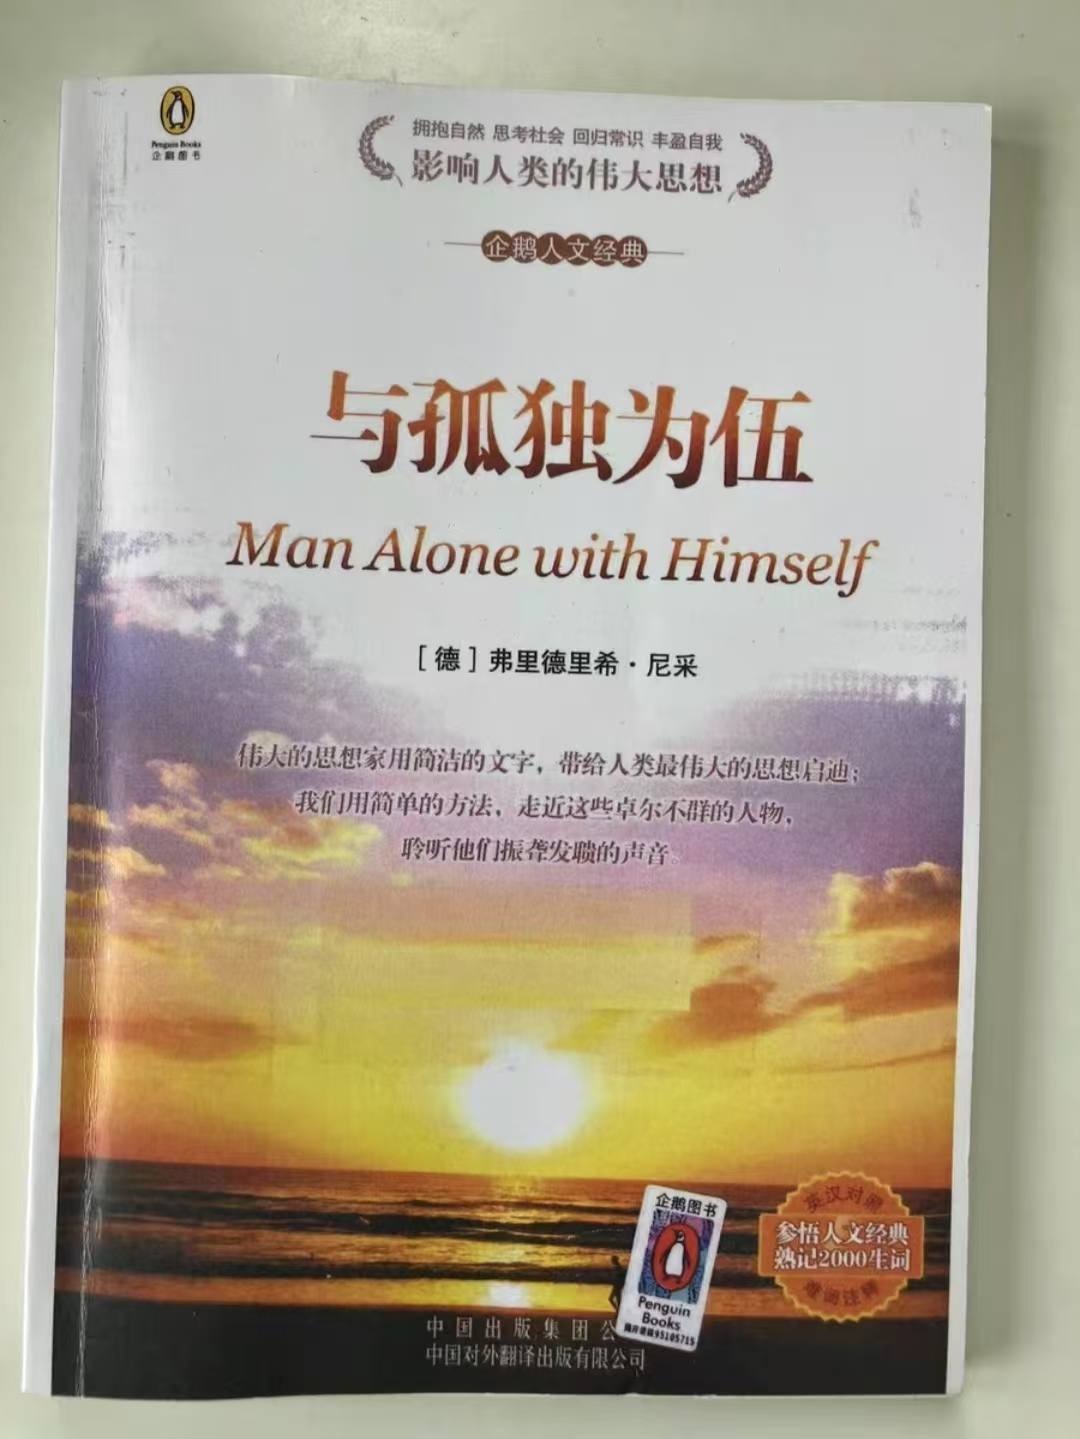 Penguin Books
企鹅图书
拥抱自然 思考社会 回归常识 丰盈自我
影响人类的伟大思想
企鹅人文经典
与孤独为伍
Man Alone with Himself
[德]弗里德里希·尼采
伟大的思想家用简洁的文字，带给人类最伟大的思想启迪；
我们用简单的方法，走近这些卓尔不群的人物，
聆听他们振聋发聩的声音。
英汉对照
参悟人文经典
熟记2000生词
难词注释
企鹅图书
Penguin
Books
95105715
中国出版集团公
中国对外翻译出版有限公司